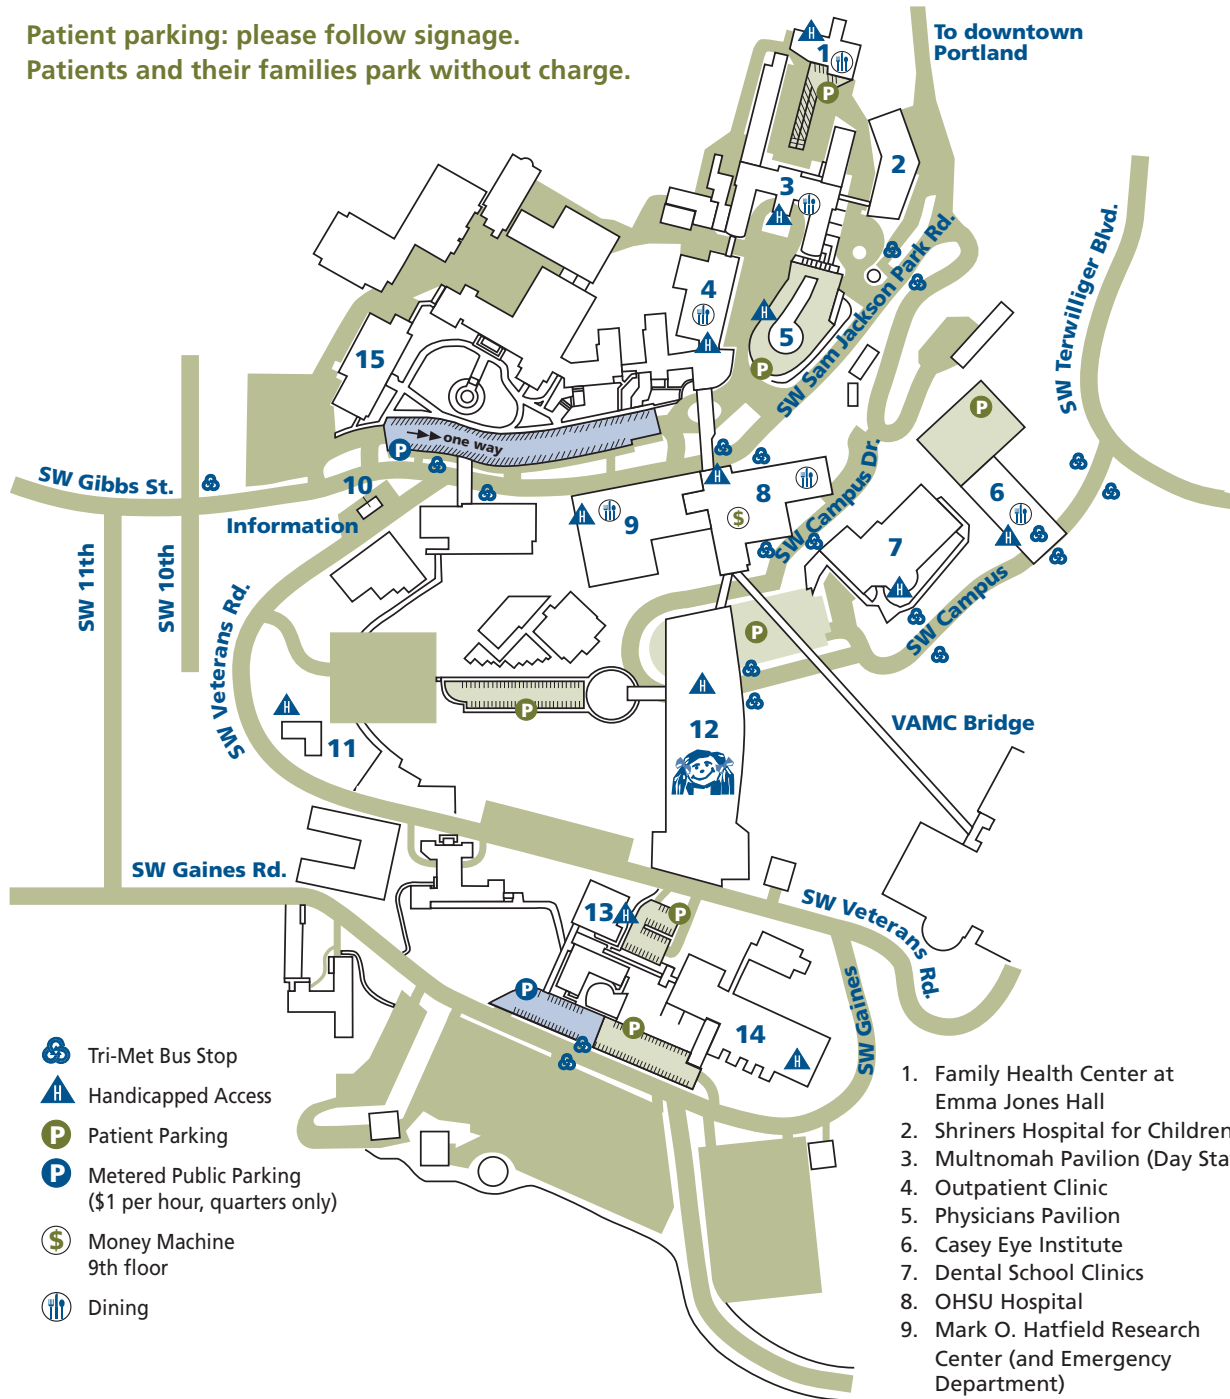 Patient parking: please follow signage.
Patients and their families park without charge.
To downtown
Portland
1
P
2
3
4
5
P
15
SW Sam Jackson Park Rd.
SW Terwilliger Blvd.
P
one way
P
SW Gibbs St.
10
Information
9
8
$
SW Campus Dr.
7
6
SW 11th
SW 10th
SW Veterans Rd.
SW Campus
P
P
11
12
VAMC Bridge
SW Gaines Rd.
13
P
SW Veterans Rd.
P
P
14
SW Gaines
Tri-Met Bus Stop
H Handicapped Access
P Patient Parking
P Metered Public Parking
($1 per hour, quarters only)
$ Money Machine
9th floor
Dining
1. Family Health Center at
Emma Jones Hall
2. Shriners Hospital for Children
3. Multnomah Pavilion (Day Sta
4. Outpatient Clinic
5. Physicians Pavilion
6. Casey Eye Institute
7. Dental School Clinics
8. OHSU Hospital
9. Mark O. Hatfield Research
Center (and Emergency
Department)